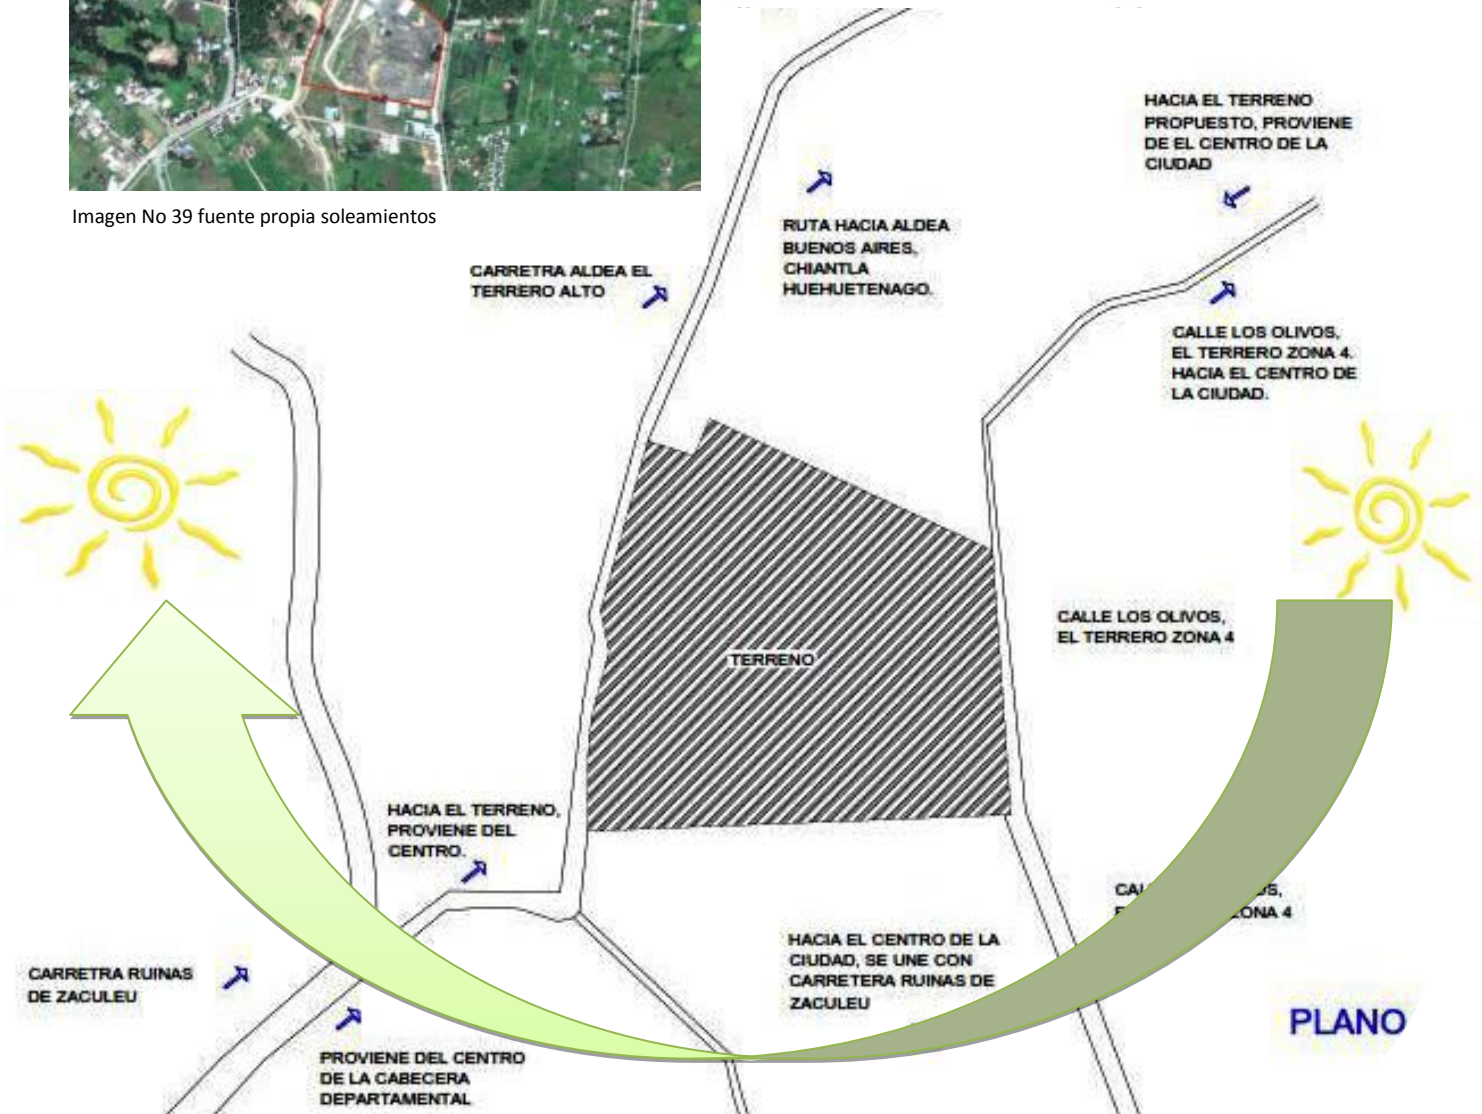 Imagen No 39 fuente propia soleamientos
HACIA EL TERRENO
PROPUESTO, PROVIENE
DE EL CENTRO DE LA
CIUDAD
RUTA HACIA ALDEA
BUENOS AIRES,
CHIANTLA
HUEHUETENAGO.
CARRETRA ALDEA EL
TERRERO ALTO
CALLE LOS OLIVOS,
EL TERRERO ZONA 4.
HACIA EL CENTRO DE
LA CIUDAD.
CALLE LOS OLIVOS,
EL TERRERO ZONA 4
TERRENO
HACIA EL TERRENO,
PROVIENE DEL
CENTRO.
ZONA 4
HACIA EL CENTRO DE LA
CIUDAD, SE UNE CON
CARRETERA RUINAS DE
ZACULEU
CARRETRA RUINAS
DE ZACULEU
PLANO
PROVIENE DEL CENTRO
DE LA CABECERA
DEPARTAMENTAL